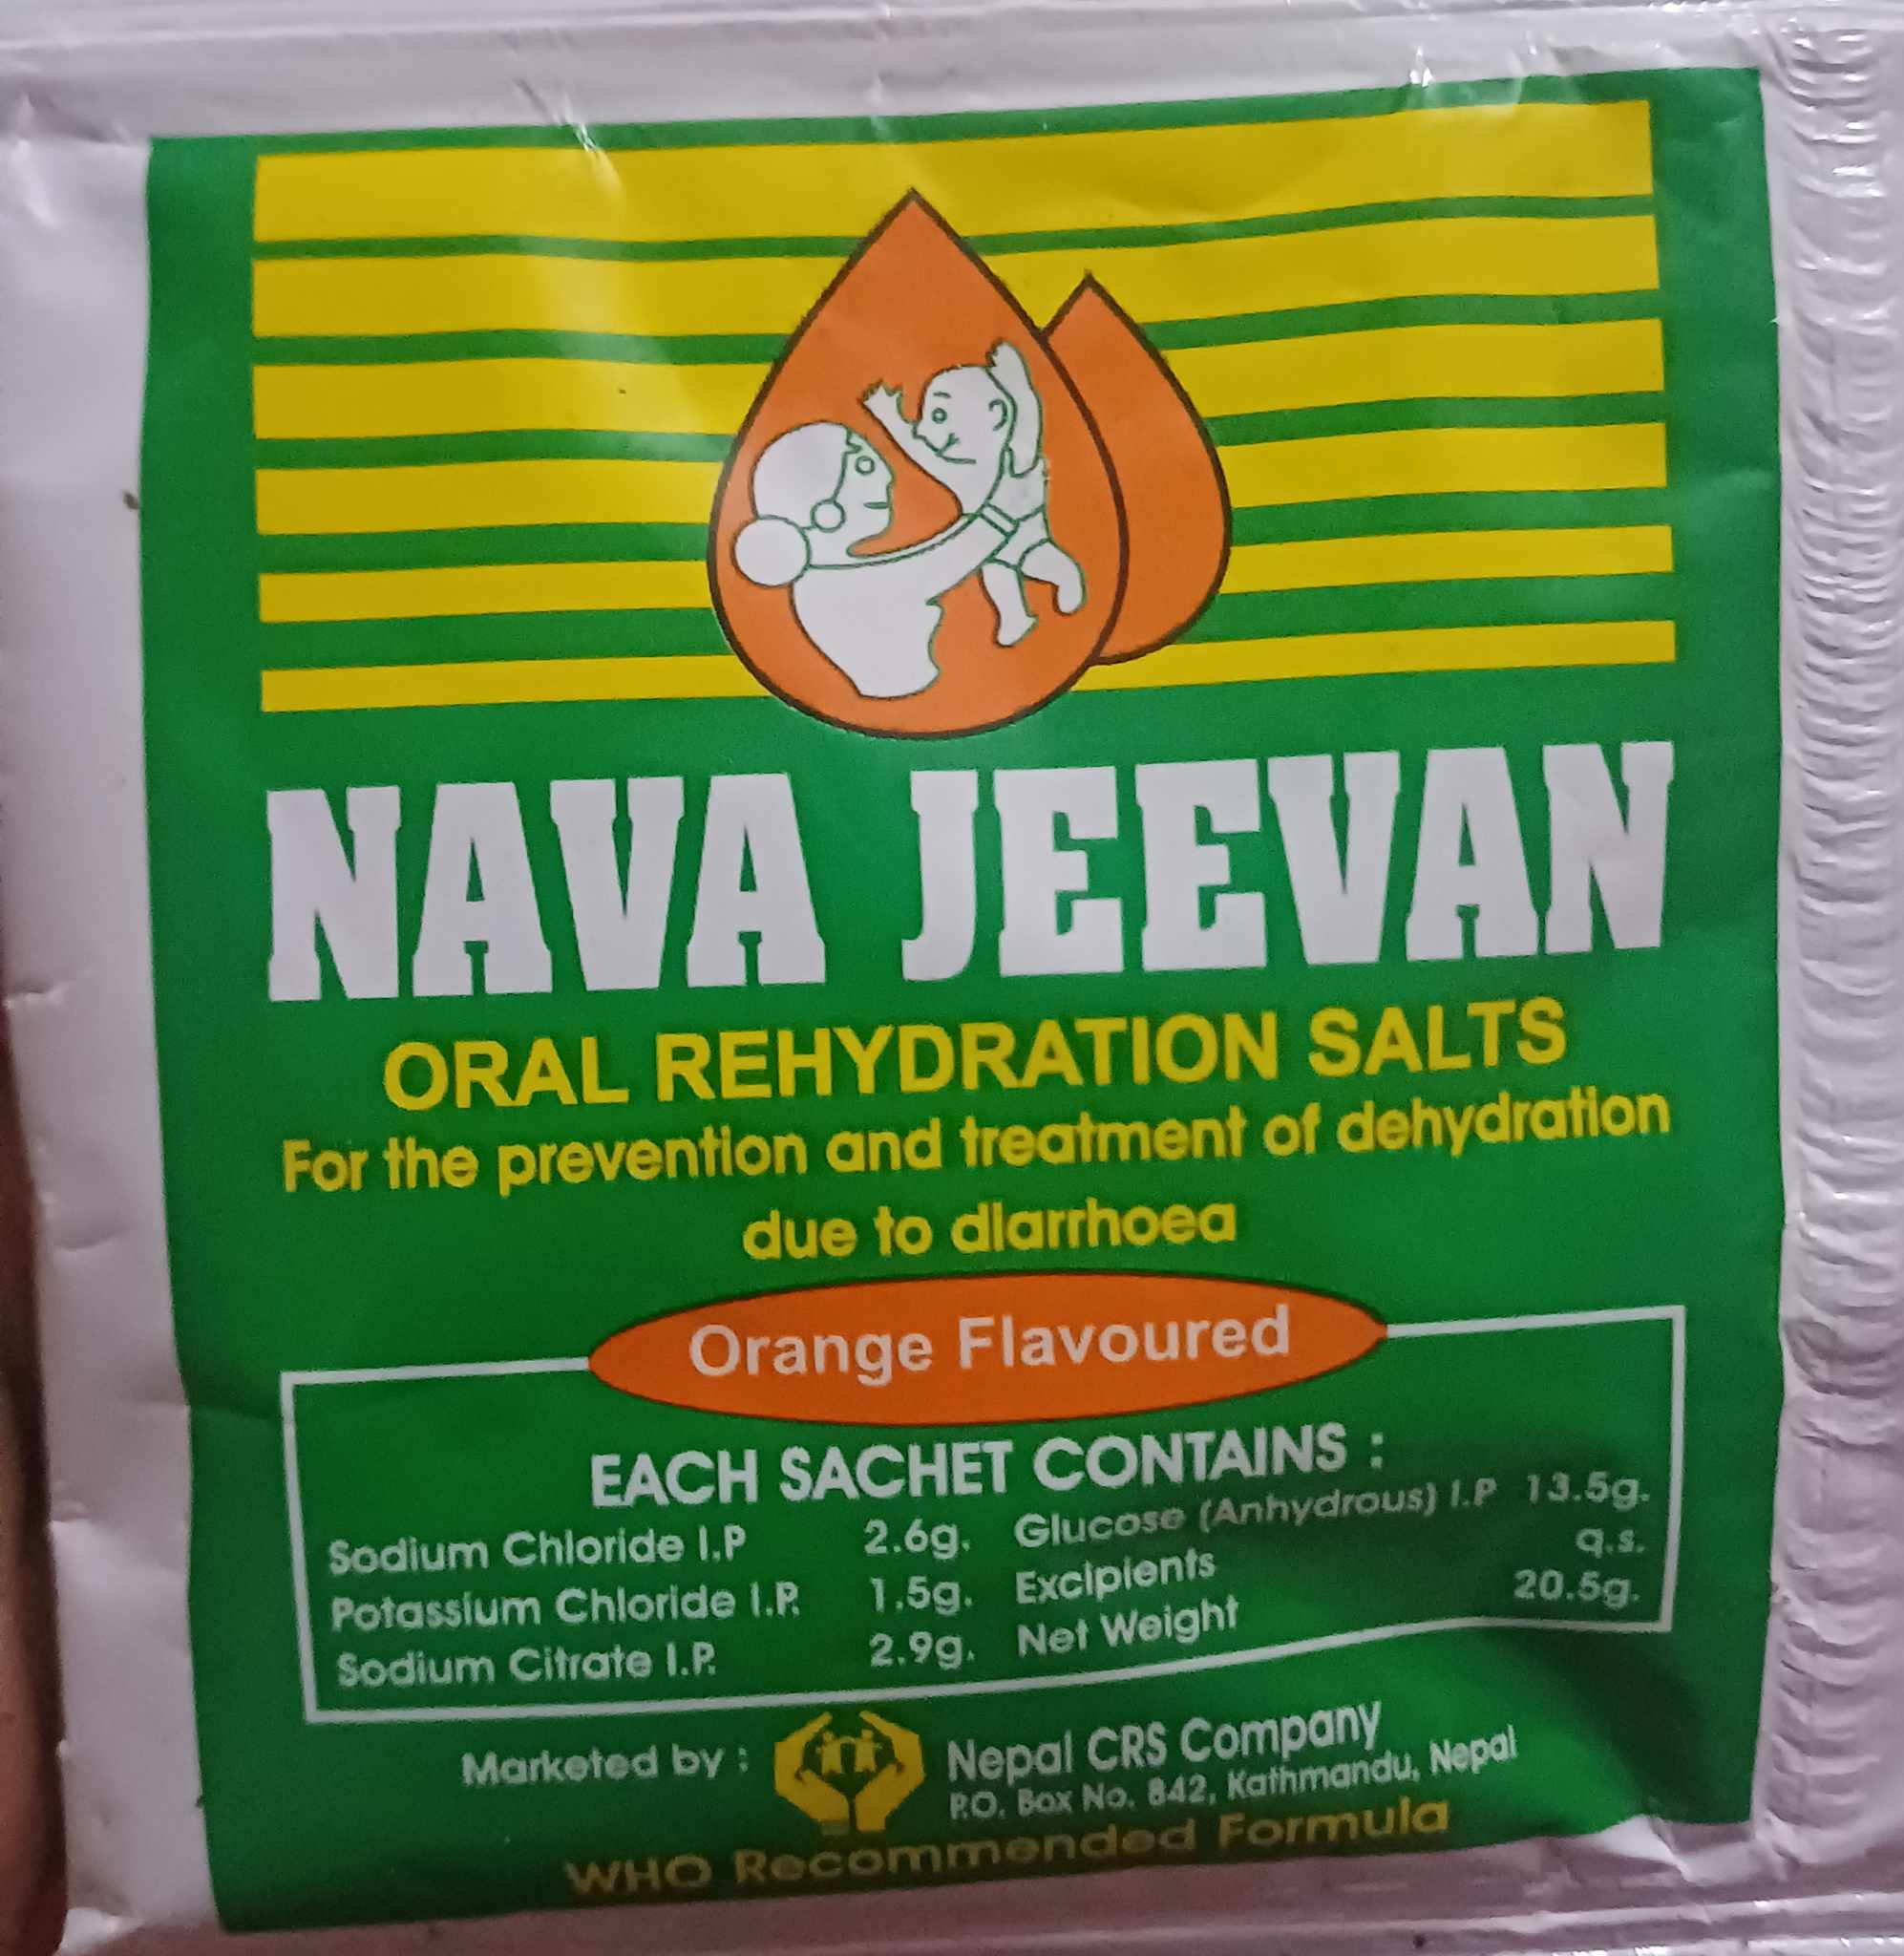 NAVA JEEVAN
ORAL REHYDRATION SALTS
For the prevention and treatment of dehydration
due to diarrhoea
Orange Flavoured
EACH SACHET CONTAINS :
Sodium Chloride I.P 2.6g. Glucose (Anhydrous) I.P 13.5g.
Potassium Chloride I.P. 1.5g. Excipients q.s.
Sodium Citrate I.P. 2.9g. Net Weight 20.5g.
Marketed by : Nepal CRS Company
P.O. Box No. 842, Kathmandu, Nepal
WHO Recommended Formula